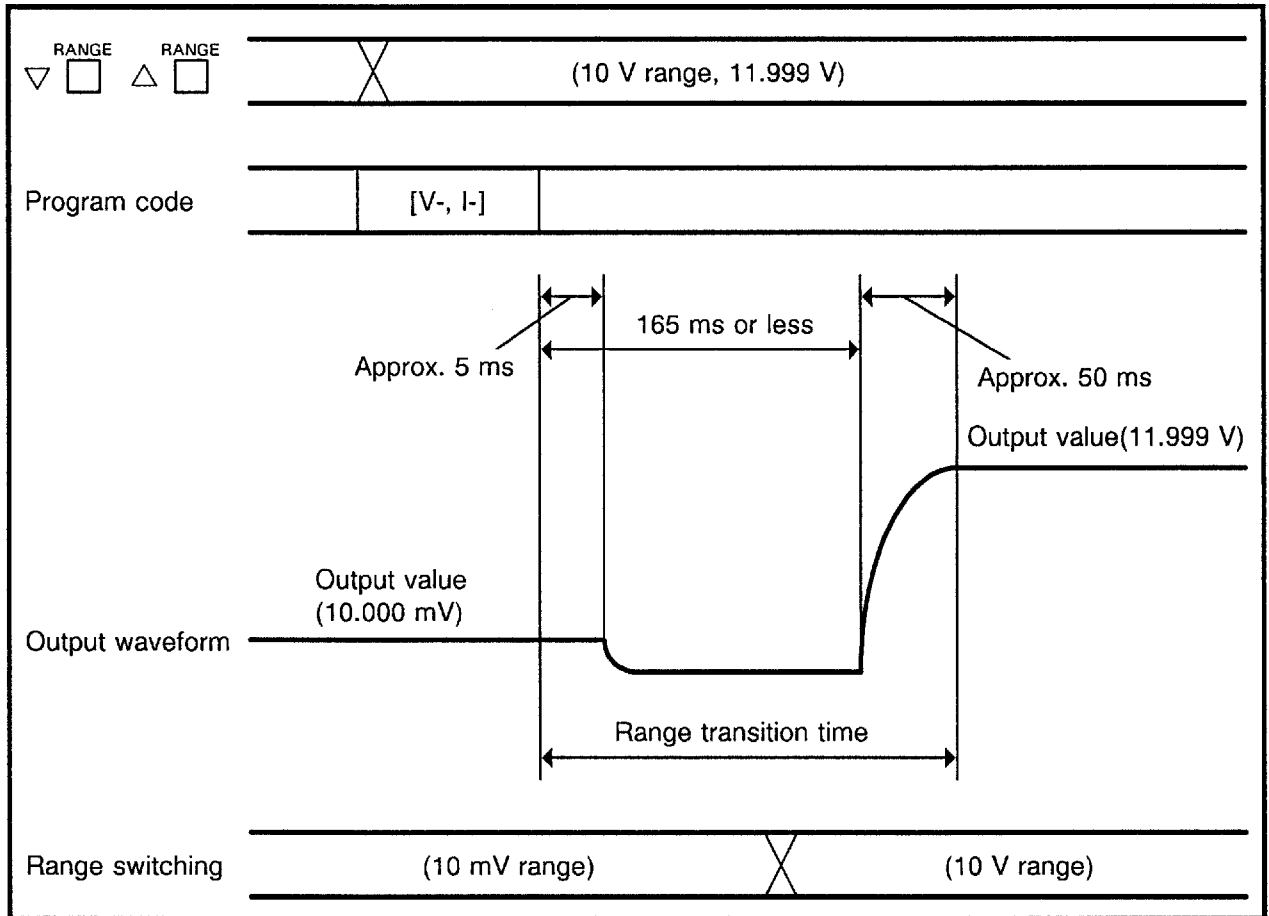 RANGE RANGE
(10 V range, 11.999 V)
Program code
[V-, I-]
165 ms or less
Approx. 5 ms
Approx. 50 ms
Output value(11.999 V)
Output value
(10.000 mV)
Output waveform
Range transition time
Range switching
(10 mV range)
(10 V range)